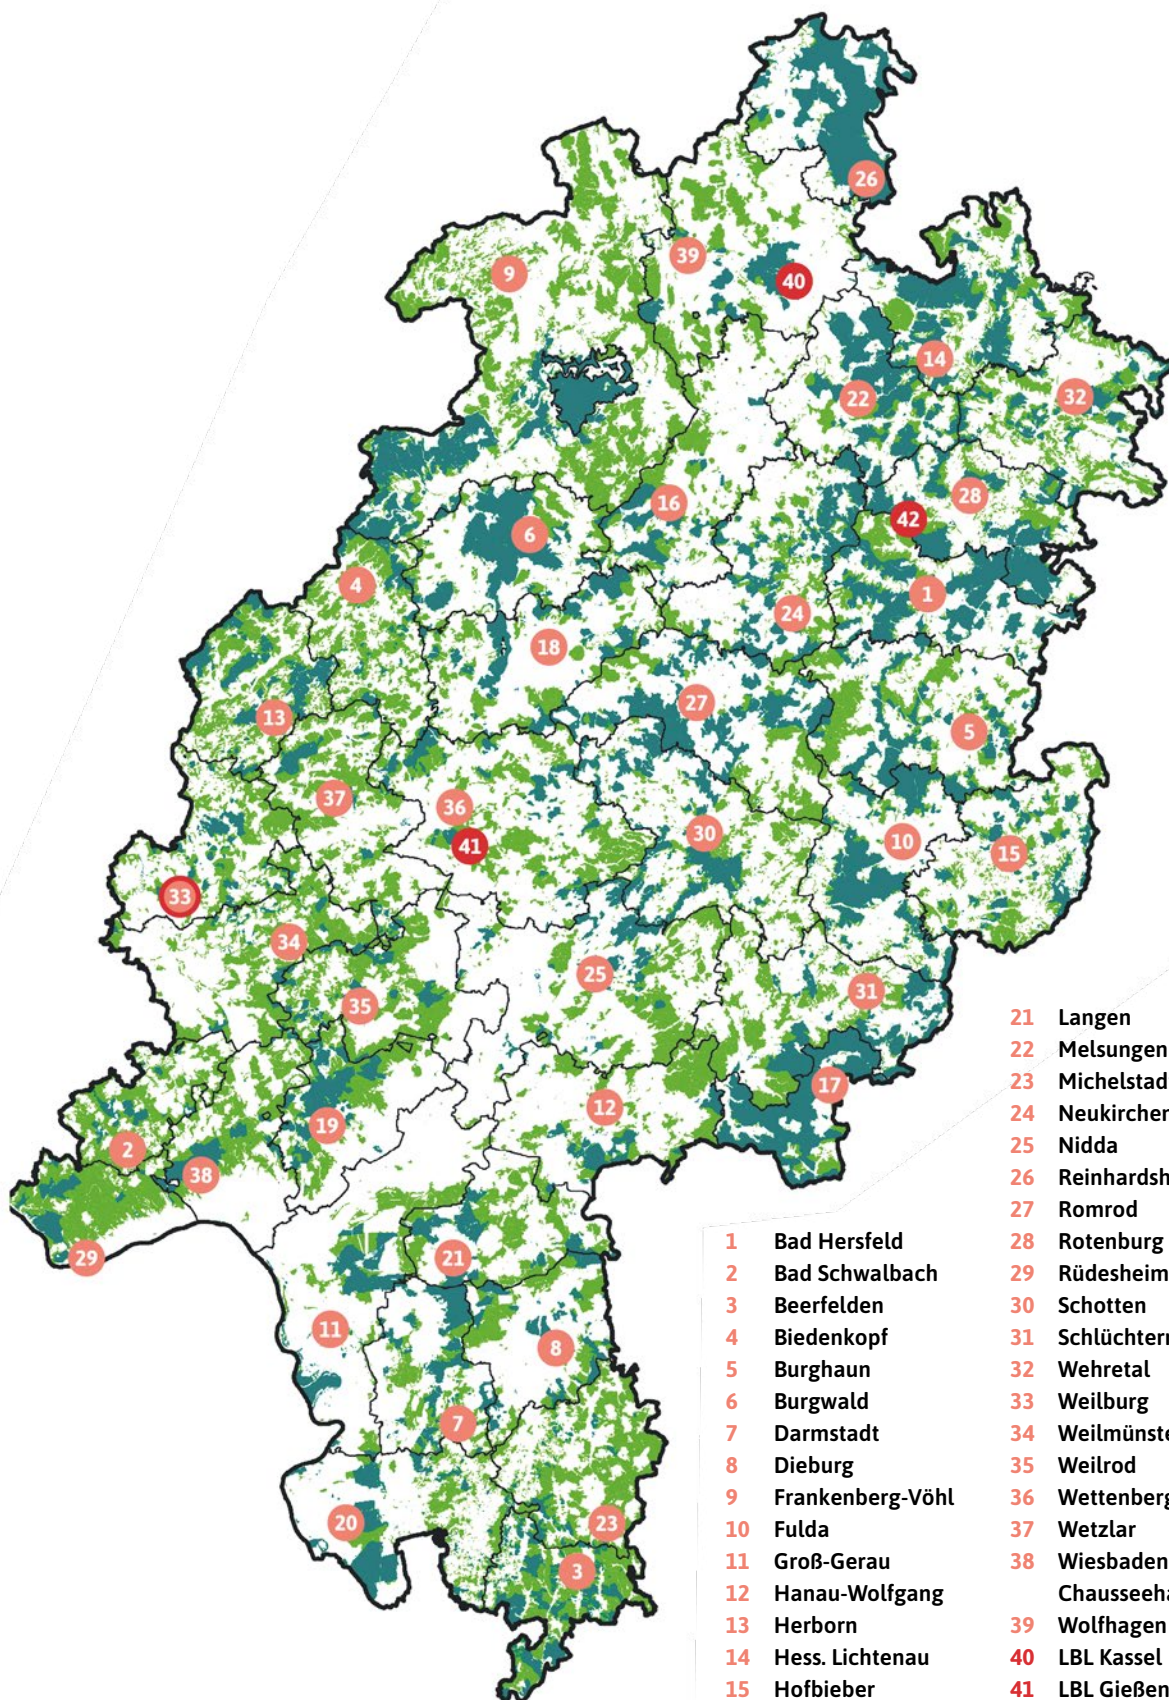 26
39
9
40
14
22
32
28
16
42
6
4
1
24
18
27
13
5
37
36
30
10
41
15
33
34
25
31
35
17
12
19
2
38
29
21
11
8
7
20
23
3
1 Bad Hersfeld
2 Bad Schwalbach
3 Beerfelden
4 Biedenkopf
5 Burghaun
6 Burgwald
7 Darmstadt
8 Dieburg
9 Frankenberg-Vöhl
10 Fulda
11 Groß-Gerau
12 Hanau-Wolfgang
13 Herborn
14 Hess. Lichtenau
15 Hofbieber
21 Langen
22 Melsungen
23 Michelstad
24 Neukirchen
25 Nidda
26 Reinhardsh
27 Romrod
28 Rotenburg
29 Rüdesheim
30 Schotten
31 Schlüchtern
32 Wehretal
33 Weilburg
34 Weilmünste
35 Weilrod
36 Wettenberg
37 Wetzlar
38 Wiesbaden
Chausseeha
39 Wolfhagen
40 LBL Kassel
41 LBL Gießen